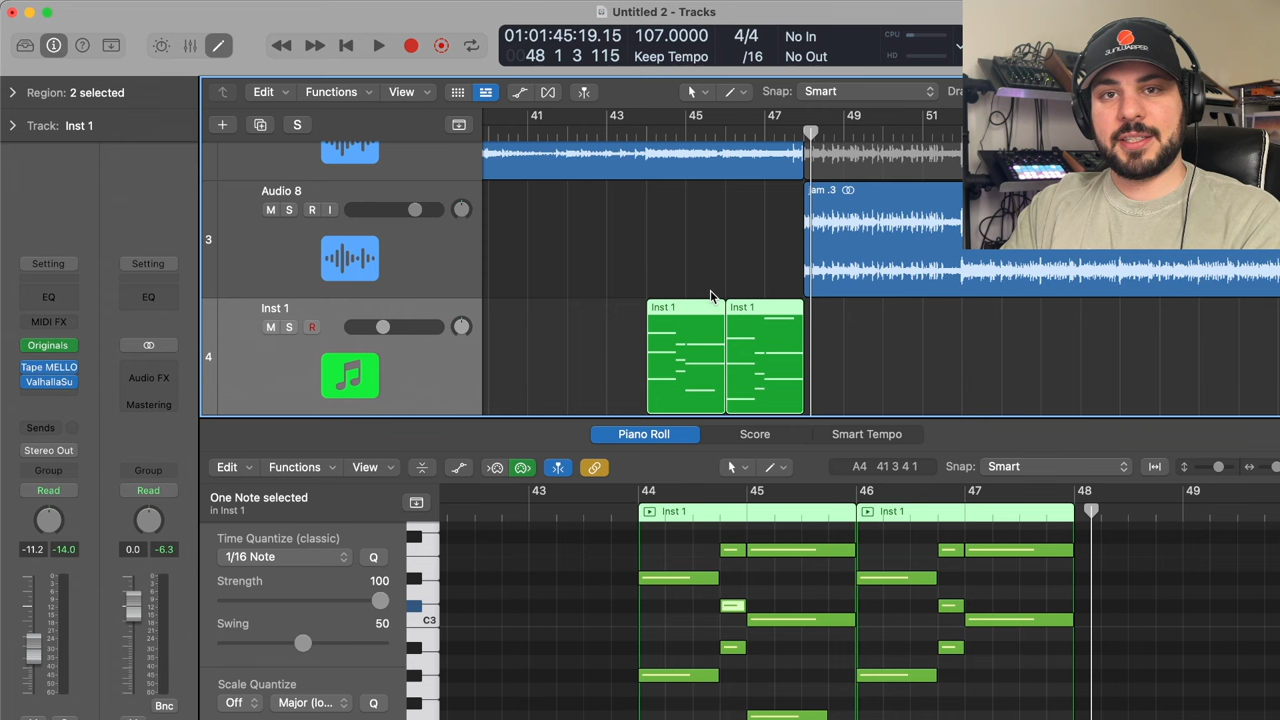 Untitled 2 - Tracks
01:01:45:19.15 107.0000 4/4 No In CPU
48 1 3 115 Keep Tempo /16 No Out HD
SUNWARPER
Region: 2 selected
Edit Functions View Snap: Smart
Track: Inst 1
41 43 45 47 49 51
S
Audio 8
M S R I
3
jam .3
Setting Setting
EQ EQ
MIDI FX
Originals
Tape MELLO
ValhallaSu
Audio FX
Mastering
Inst 1
M S R
4
Inst 1 Inst 1
Sends
Stereo Out
Group Group
Read Read
-11.2 -14.0 0.0 -6.3
Bnc
Piano Roll Score Smart Tempo
Edit Functions View A4 41 3 4 1 Snap: Smart
43 44 45 46 47 48 49
One Note selected
in Inst 1
Inst 1 Inst 1
Time Quantize (classic)
1/16 Note Q
Strength 100
Swing 50
C3
Scale Quantize
Off Major (lo... Q